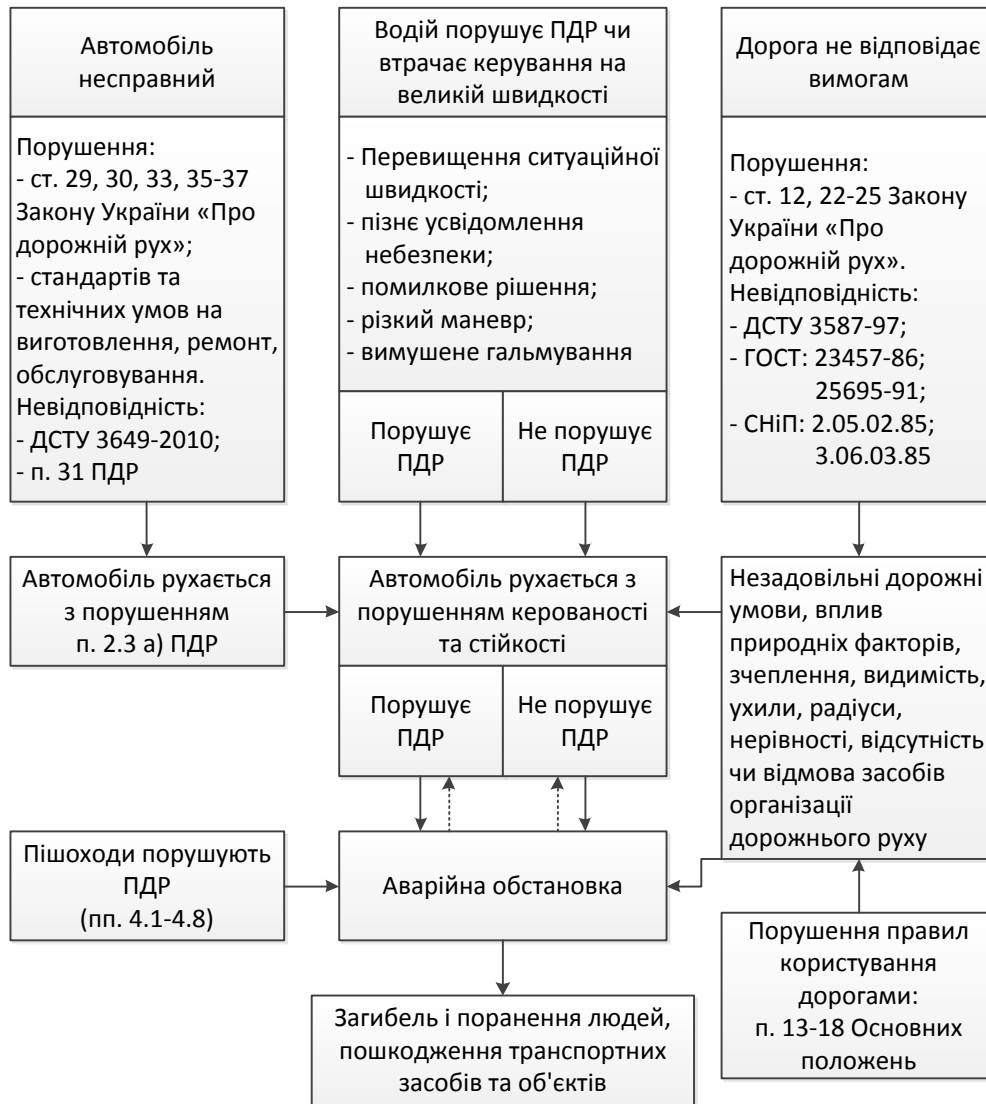 Автомобіль
несправний
Порушення:
- ст. 29, 30, 33, 35-37
Закону України «Про
дорожній рух»;
- стандартів та
технічних умов на
виготовлення, ремонт,
обслуговування.
Невідповідність:
- ДСТУ 3649-2010;
- п. 31 ПДР
Водій порушує ПДР чи
втрачає керування на
великій швидкості
- Перевищення ситуаційної
швидкості;
- пізнє усвідомлення
небезпеки;
- помилкове рішення;
- різкий маневр;
- вимушене гальмування
Порушує
ПДР
Не порушує
ПДР
Дорога не відповідає
вимогам
Порушення:
- ст. 12, 22-25 Закону
України «Про
дорожній рух».
Невідповідність:
- ДСТУ 3587-97;
- ГОСТ: 23457-86;
25695-91;
- СНіП: 2.05.02.85;
3.06.03.85
Автомобіль рухається
з порушенням
п. 2.3 а) ПДР
Автомобіль рухається з
порушенням керованості
та стійкості
Порушує
ПДР
Не порушує
ПДР
Незадовільні дорожні
умови, вплив
природніх факторів,
зчеплення, видимість,
ухили, радіуси,
нерівності, відсутність
чи відмова засобів
організації
дорожнього руху
Пішоходи порушують
ПДР
(пп. 4.1-4.8)
Аварійна обстановка
Порушення правил
користування
дорогами:
п. 13-18 Основних
положень
Загибель і поранення людей,
пошкодження транспортних
засобів та об'єктів